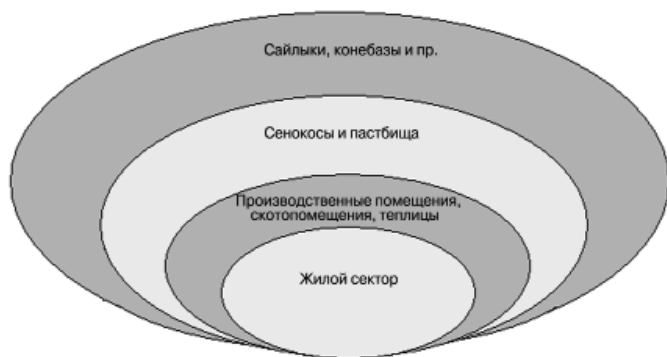 Сайлыки, конебазы и пр.
Сенокосы и пастбища
Производственные помещения,
скотопомещения, теплицы
Жилой сектор